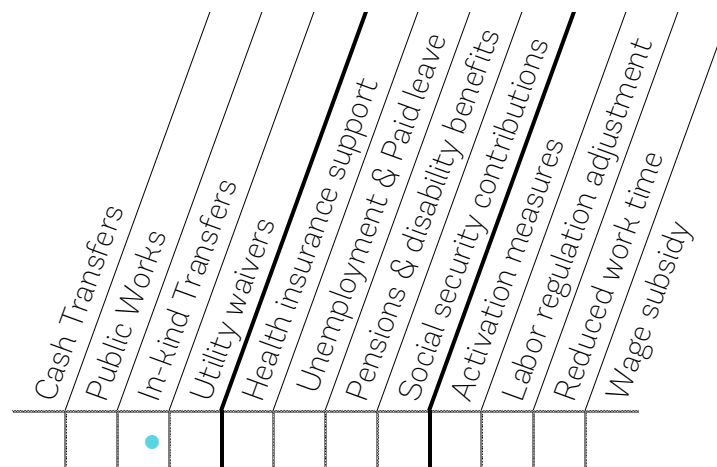 Cash Transfers
Public Works
In-kind Transfers
Utility waivers
Health insurance support
Unemployment & Paid leave
Pensions & disability benefits
Social security contributions
Activation measures
Labor regulation adjustment
Reduced work time
Wage subsidy